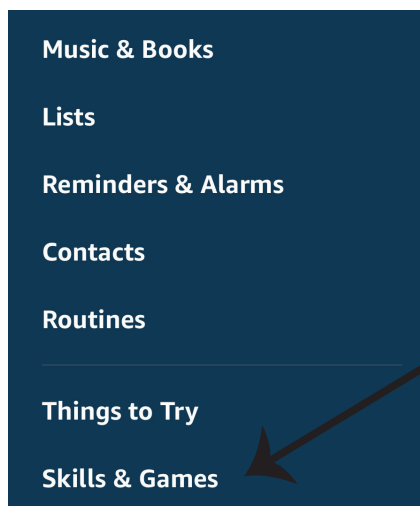 Music & Books
Lists
Reminders & Alarms
Contacts
Routines
Things to Try
Skills & Games